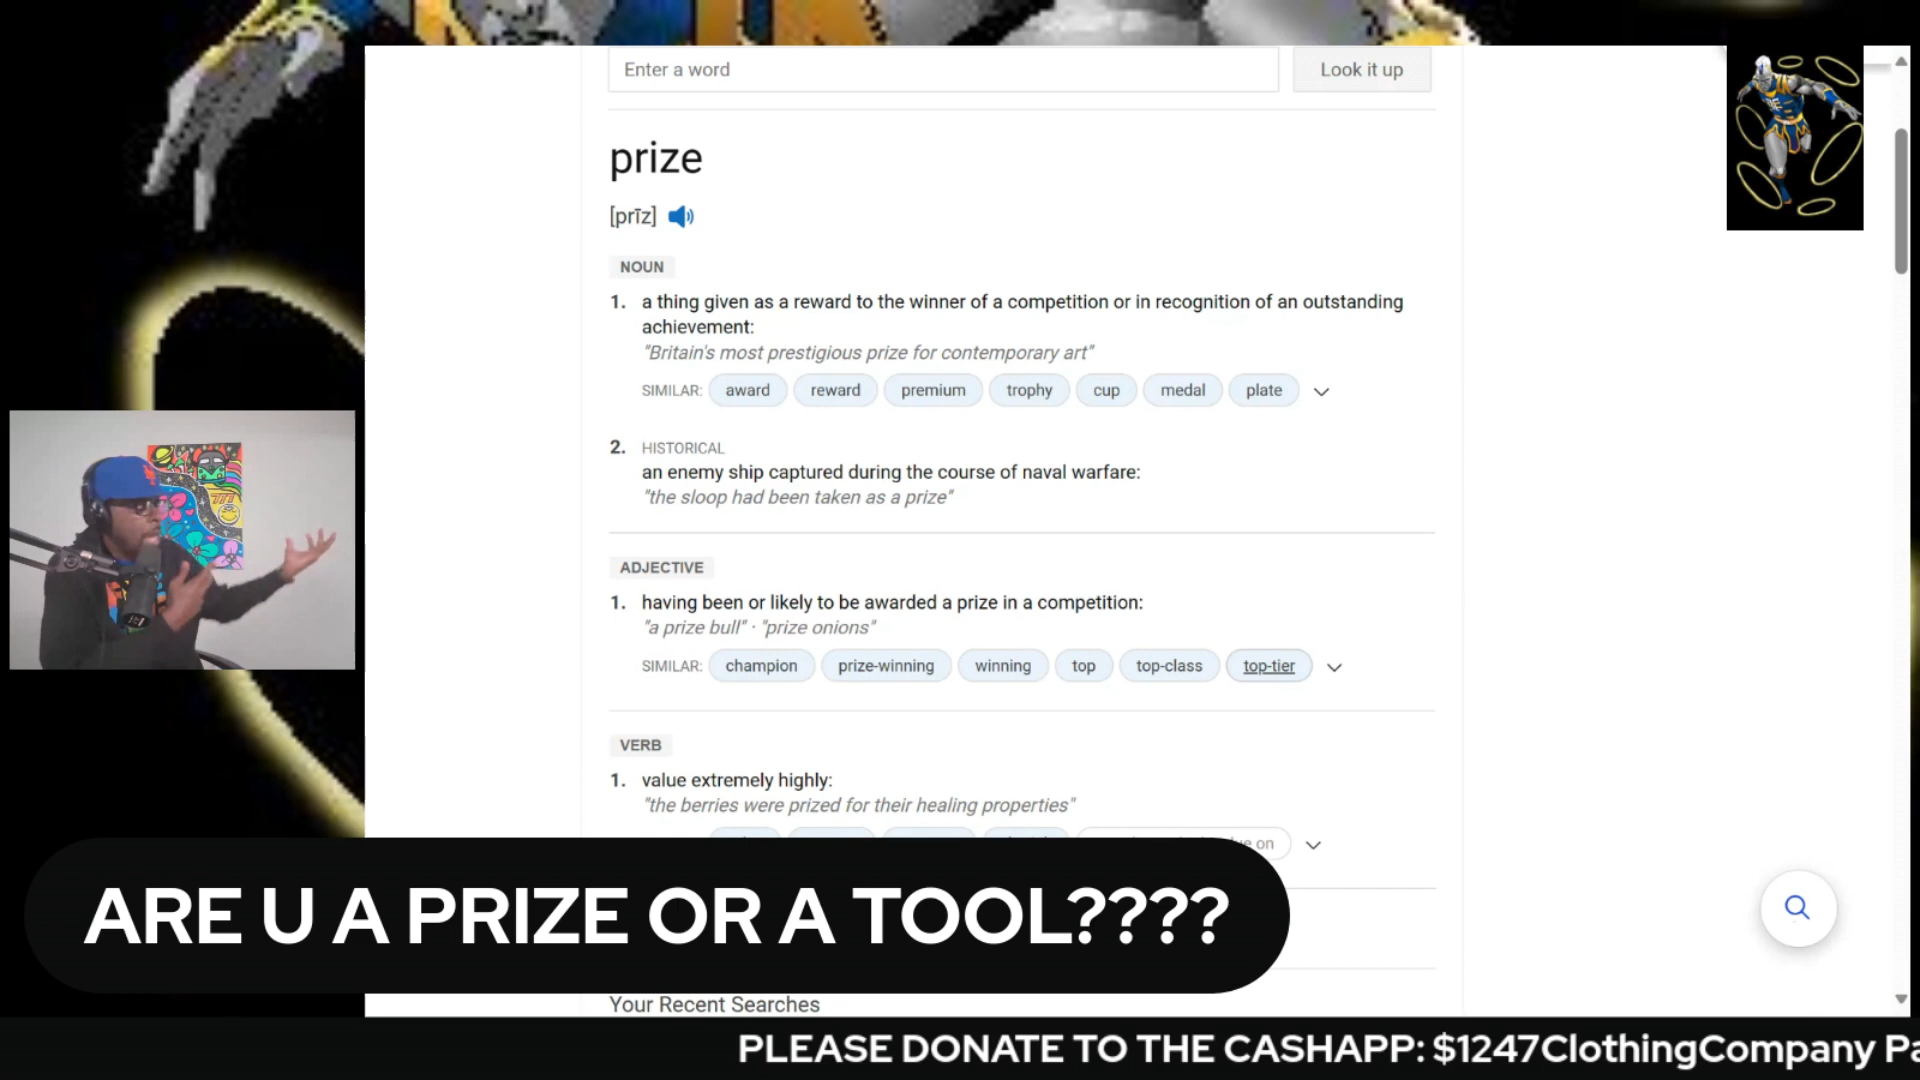 Enter a word
Look it up
prize
[prīz]
NOUN
1. a thing given as a reward to the winner of a competition or in recognition of an outstanding
achievement:
"Britain's most prestigious prize for contemporary art"
SIMILAR: award reward premium trophy cup medal plate
2. HISTORICAL
an enemy ship captured during the course of naval warfare:
"the sloop had been taken as a prize"
ADJECTIVE
1. having been or likely to be awarded a prize in a competition:
"a prize bull" · "prize onions"
SIMILAR: champion prize-winning winning top top-class top-tier
VERB
1. value extremely highly:
"the berries were prized for their healing properties"
on
ARE U A PRIZE OR A TOOL????
Your Recent Searches
PLEASE DONATE TO THE CASHAPP: $1247ClothingCompany Pa